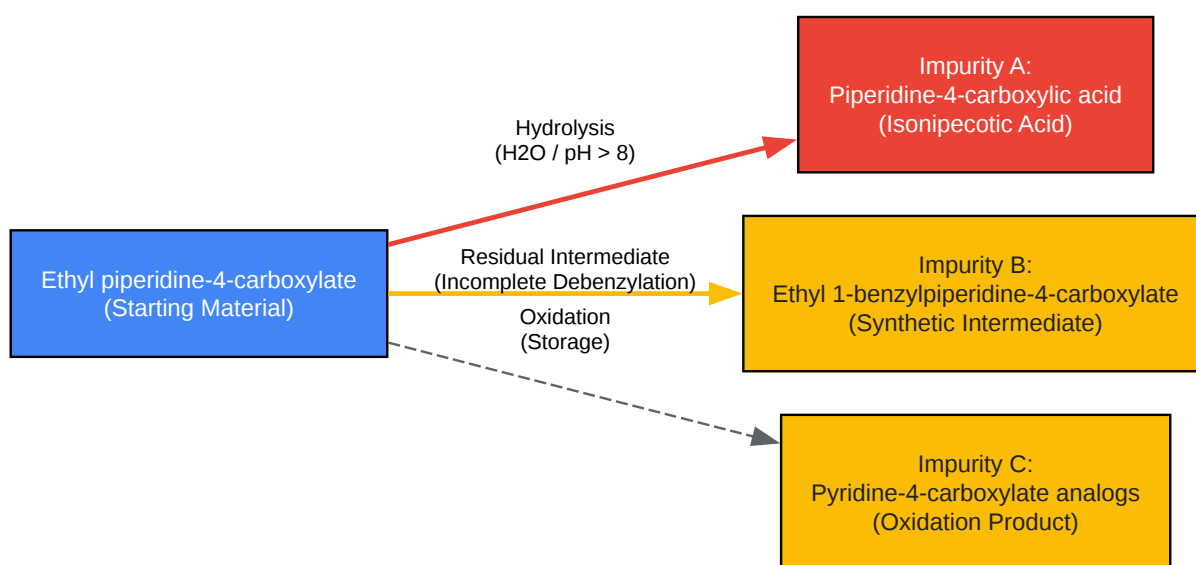 Impurity A:
Piperidine-4-carboxylic acid
(Isonipecotic Acid)
Hydrolysis
(H2O / pH > 8)
Ethyl piperidine-4-carboxylate
(Starting Material)
Residual Intermediate
(Incomplete Debenzylation)
Impurity B:
Ethyl 1-benzylpiperidine-4-carboxylate
(Synthetic Intermediate)
Oxidation
(Storage)
Impurity C:
Pyridine-4-carboxylate analogs
(Oxidation Product)